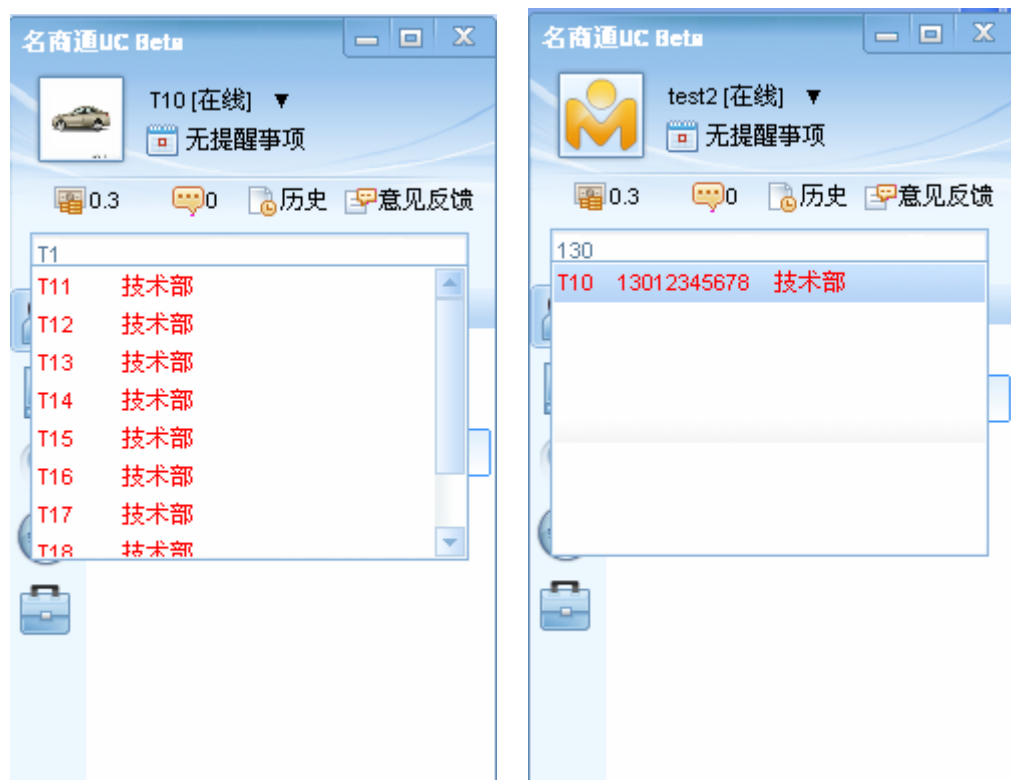 名商通UC Beta
T10 [在线] ▼
无提醒事项
0.3 0 历史 意见反馈
T1
T11 技术部
T12 技术部
T13 技术部
T14 技术部
T15 技术部
T16 技术部
T17 技术部
T18 技术部
名商通UC Beta
test2 [在线] ▼
无提醒事项
0.3 0 历史 意见反馈
130
T10 13012345678 技术部